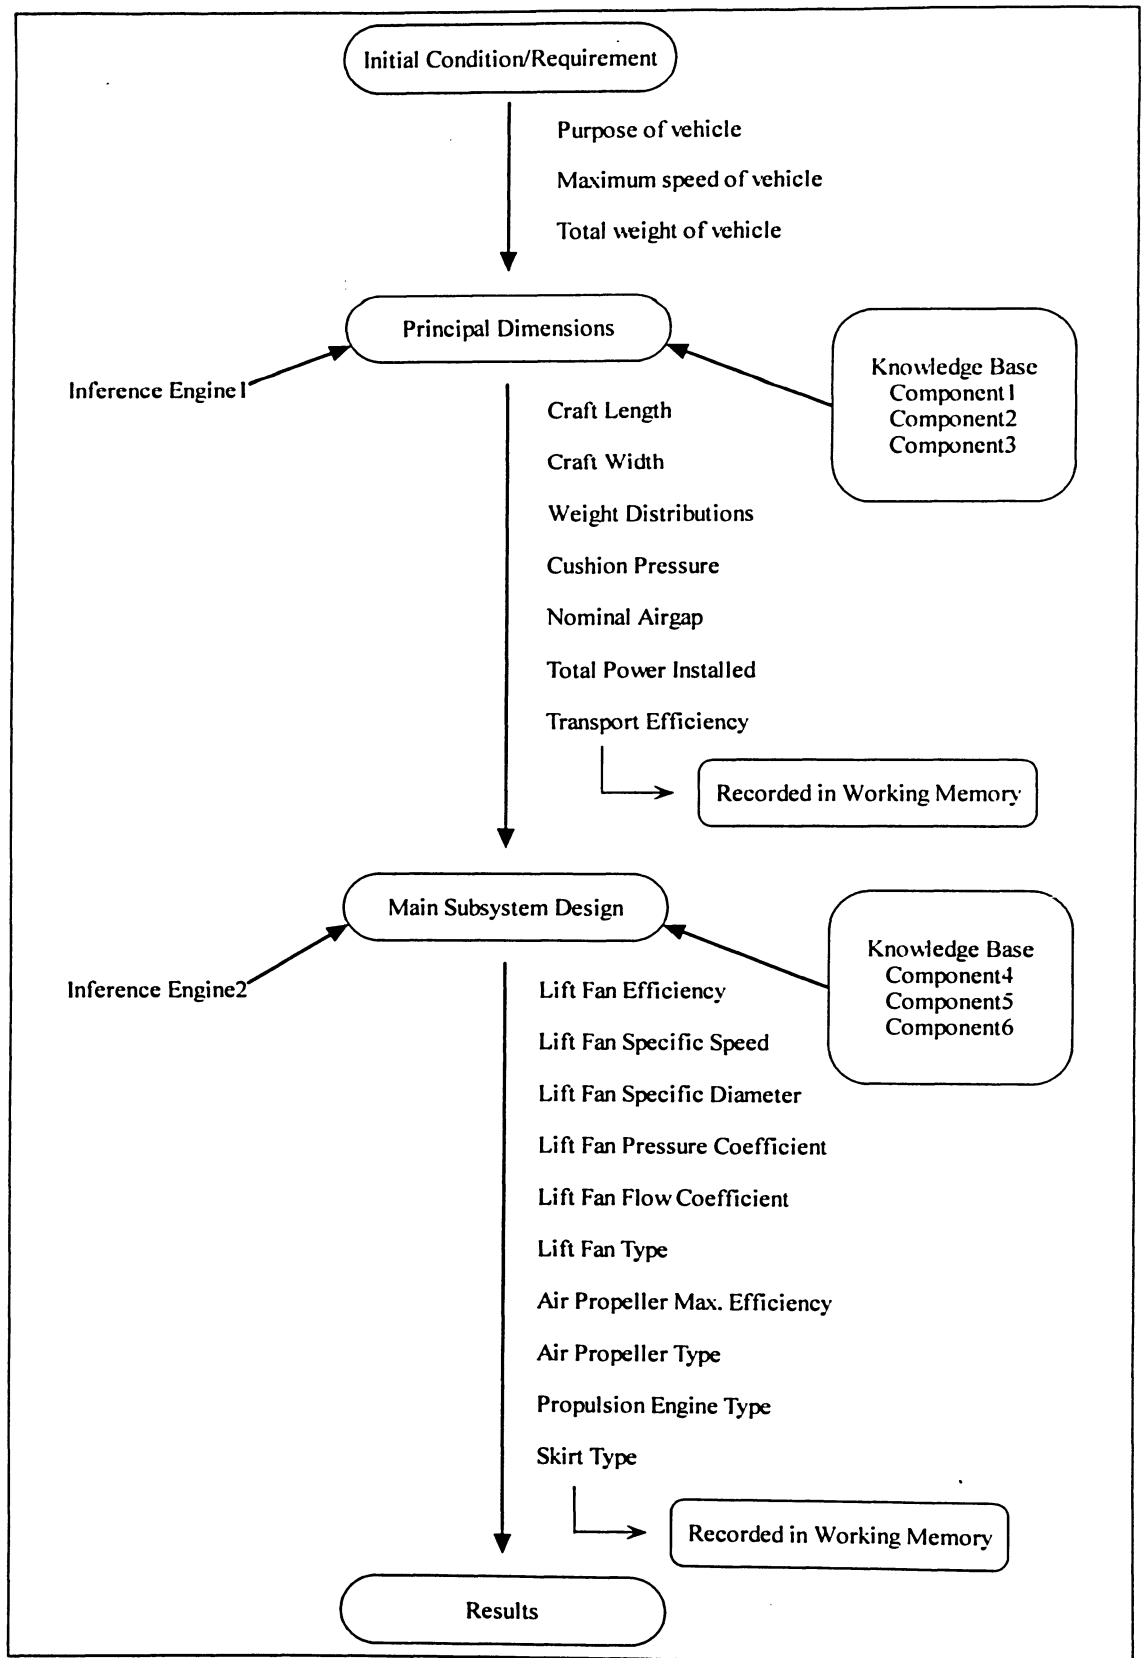 Initial Condition/Requirement
Purpose of vehicle
Maximum speed of vehicle
Total weight of vehicle
Principal Dimensions
Inference Engine1
Knowledge Base
Component1
Component2
Component3
Craft Length
Craft Width
Weight Distributions
Cushion Pressure
Nominal Airgap
Total Power Installed
Transport Efficiency
Recorded in Working Memory
Main Subsystem Design
Inference Engine2
Knowledge Base
Component4
Component5
Component6
Lift Fan Efficiency
Lift Fan Specific Speed
Lift Fan Specific Diameter
Lift Fan Pressure Coefficient
Lift Fan Flow Coefficient
Lift Fan Type
Air Propeller Max. Efficiency
Air Propeller Type
Propulsion Engine Type
Skirt Type
Recorded in Working Memory
Results